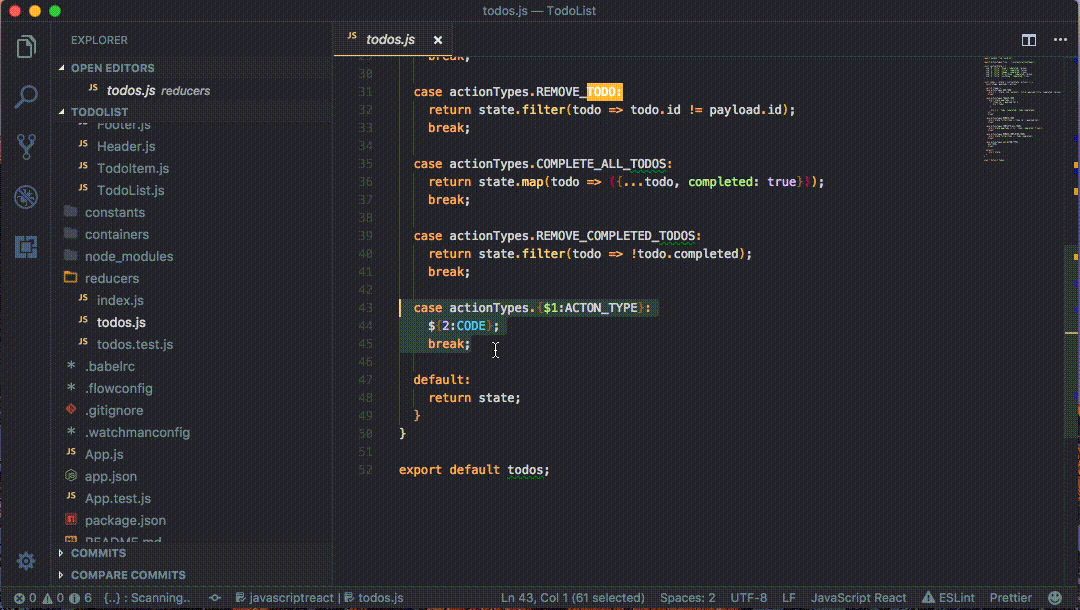 todos.js — TodoList
EXPLORER
OPEN EDITORS
JS todos.js reducers
TODOLIST
Footer.js
JS Header.js
JS TodoItem.js
JS TodoList.js
constants
containers
node_modules
reducers
JS index.js
JS todos.js
JS todos.test.js
* .babelrc
* .flowconfig
.gitignore
* .watchmanconfig
JS App.js
app.json
JS App.test.js
package.json
README.md
COMMITS
COMPARE COMMITS
JS todos.js ×
29 break;
30
31 case actionTypes.REMOVE_TODO:
32 return state.filter(todo => todo.id != payload.id);
33 break;
34
35 case actionTypes.COMPLETE_ALL_TODOS:
36 return state.map(todo => ({...todo, completed: true}));
37 break;
38
39 case actionTypes.REMOVE_COMPLETED_TODOS:
40 return state.filter(todo => !todo.completed);
41 break;
42
43 case actionTypes.{$1:ACTON_TYPE}:
44 ${2:CODE};
45 break;
46
47 default:
48 return state;
49 }
50 }
51
52 export default todos;
0 0 6 {..} : Scanning.. javascriptreact | todos.js Ln 43, Col 1 (61 selected) Spaces: 2 UTF-8 LF JavaScript React ESLint Prettier